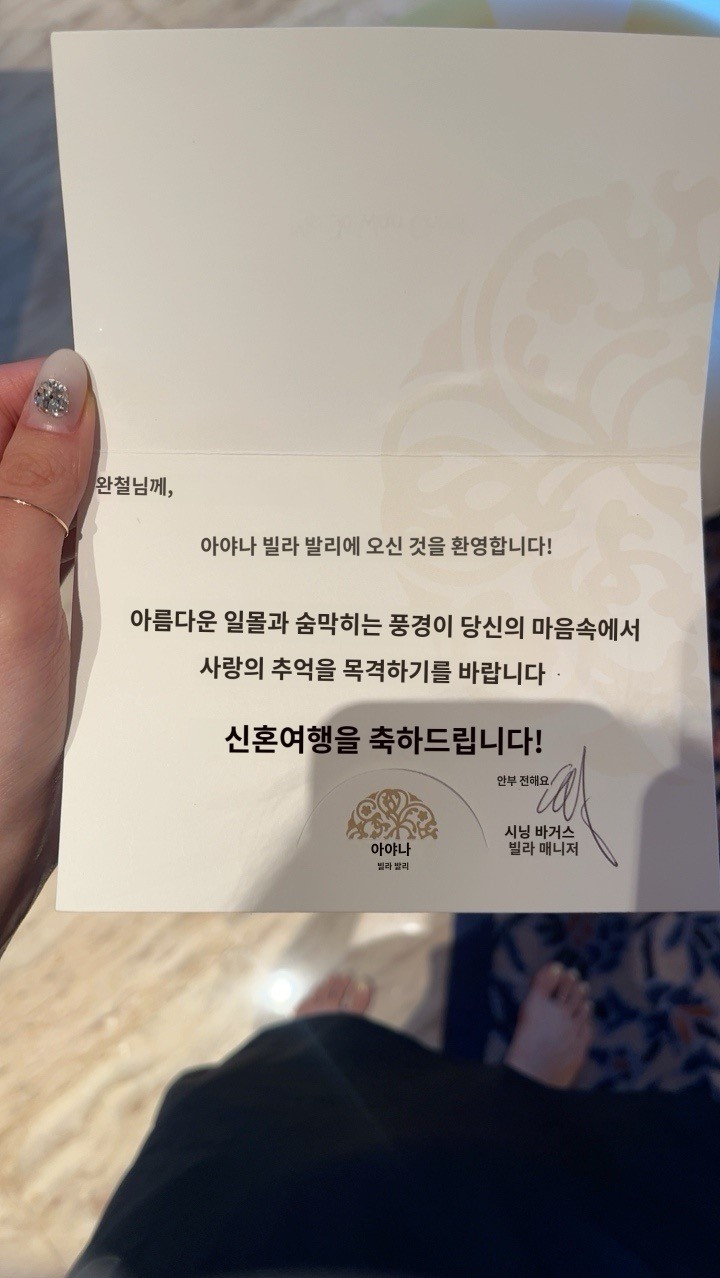 완철님께,
아야나 빌라 발리에 오신 것을 환영합니다!
아름다운 일몰과 숨막히는 풍경이 당신의 마음속에서
사랑의 추억을 목격하기를 바랍니다
신혼여행을 축하드립니다!
안부 전해요
시닝 바거스
빌라 매니저
아야나
빌라 발리